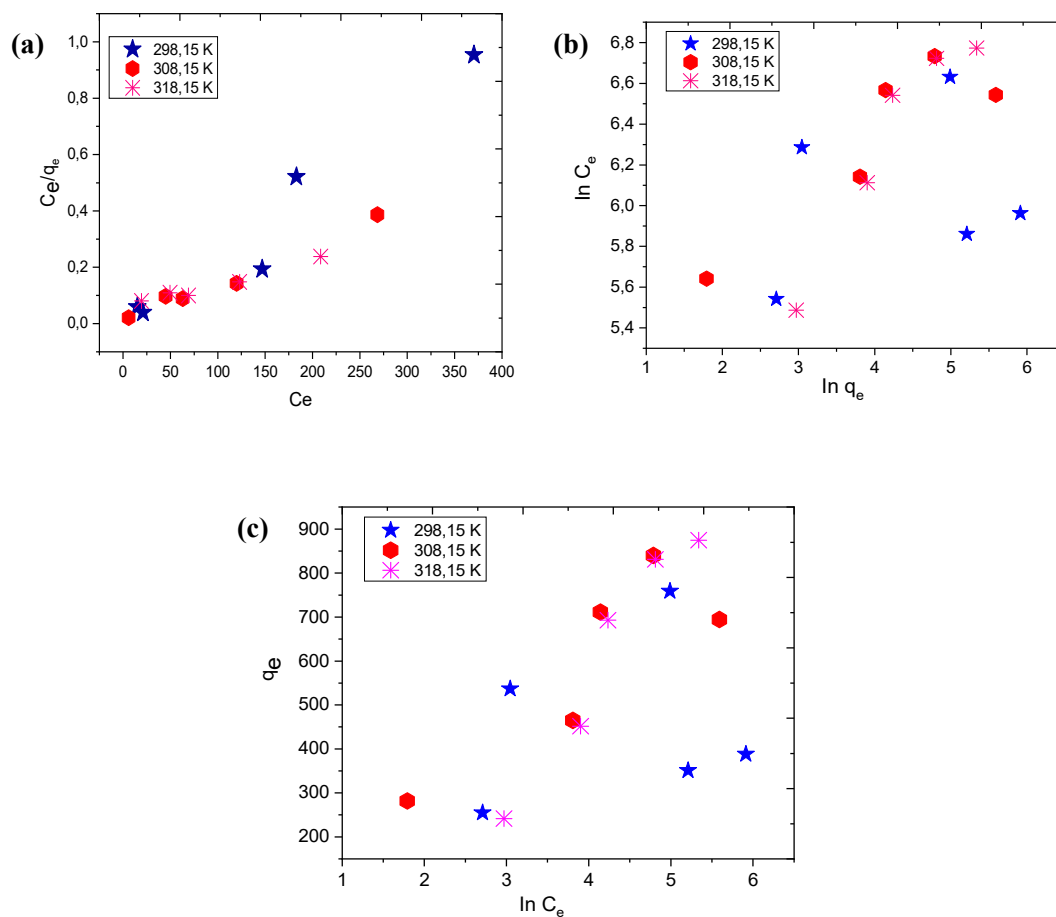 (a)
298,15 K
308,15 K
318,15 K
1,0
0,8
0,6
0,4
0,2
0,0
Ce/qe
0 50 100 150 200 250 300 350 400
Ce
(b)
298,15 K
308,15 K
318,15 K
6,8
6,6
6,4
6,2
6,0
5,8
5,6
5,4
ln Ce
1 2 3 4 5 6
ln qe
(c)
298,15 K
308,15 K
318,15 K
900
800
700
600
500
400
300
200
qe
1 2 3 4 5 6
ln Ce